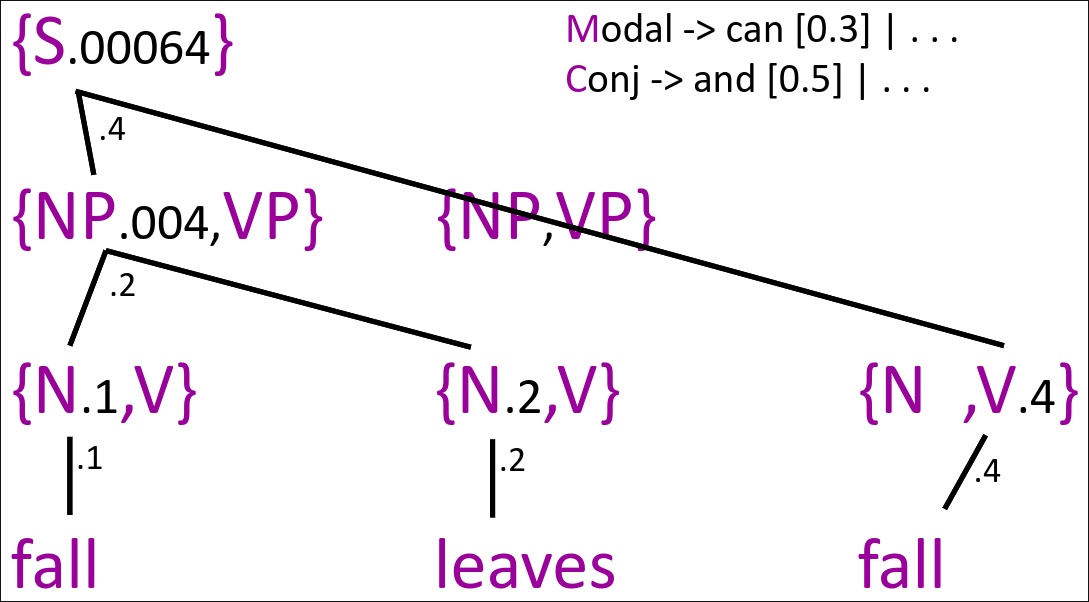 {S.00064}
Modal -> can [0.3] | . . .
Conj -> and [0.5] | . . .
.4
{NP.004,VP} {NP,VP}
.2
{N.1,V} {N.2,V} {N ,V.4}
.1 .2 .4
fall leaves fall